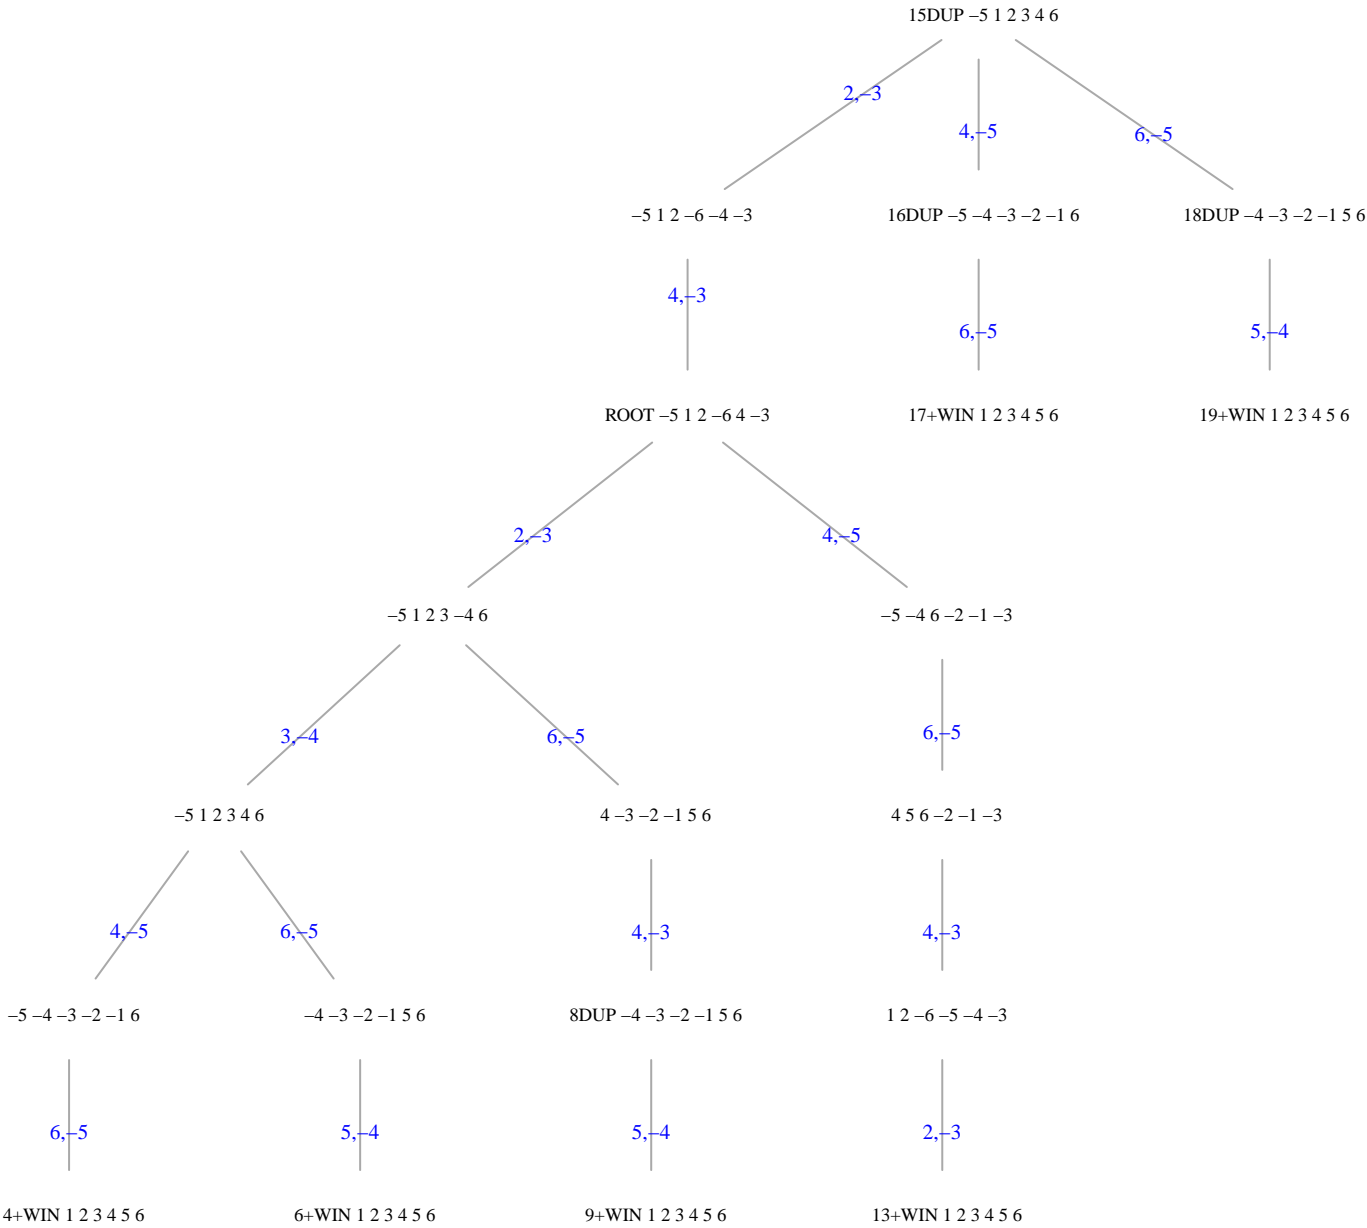 15DUP –5 1 2 3 4 6
2,–3
4,–5
6,–5
–5 1 2 –6 –4 –3
16DUP –5 –4 –3 –2 –1 6
18DUP –4 –3 –2 –1 5 6
4,–3
6,–5
5,–4
ROOT –5 1 2 –6 4 –3
17+WIN 1 2 3 4 5 6
19+WIN 1 2 3 4 5 6
2,–3
4,–5
–5 1 2 3 –4 6
–5 –4 6 –2 –1 –3
3,–4
6,–5
6,–5
–5 1 2 3 4 6
4 –3 –2 –1 5 6
4 5 6 –2 –1 –3
4,–5
6,–5
4,–3
4,–3
–5 –4 –3 –2 –1 6
–4 –3 –2 –1 5 6
8DUP –4 –3 –2 –1 5 6
1 2 –6 –5 –4 –3
6,–5
5,–4
5,–4
2,–3
4+WIN 1 2 3 4 5 6
6+WIN 1 2 3 4 5 6
9+WIN 1 2 3 4 5 6
13+WIN 1 2 3 4 5 6